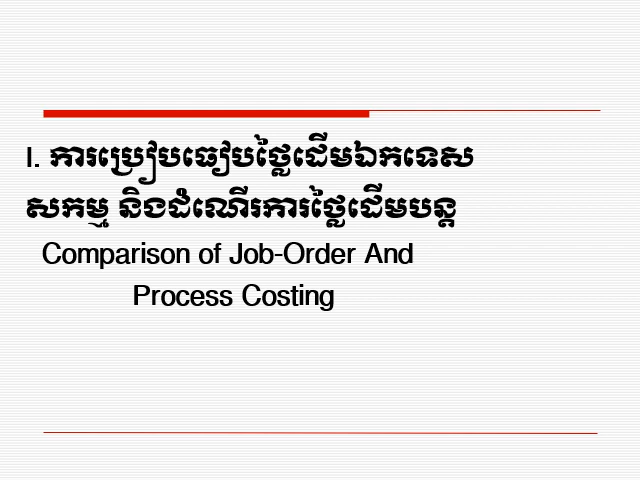 I. ការប្រៀបធៀបថ្លៃដើមឯកទេស
សកម្ម និងដំណើរការថ្លៃដើមបន្ត
Comparison of Job-Order And
Process Costing